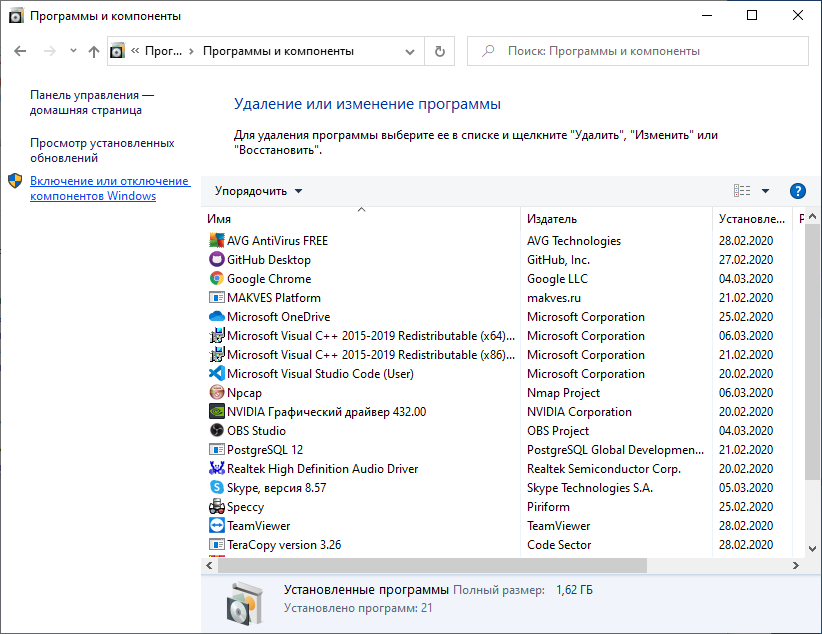 Программы и компоненты
« Прог... > Программы и компоненты
Поиск: Программы и компоненты
Панель управления —
домашняя страница
Просмотр установленных
обновлений
Включение или отключение
компонентов Windows
Удаление или изменение программы
Для удаления программы выберите ее в списке и щелкните "Удалить", "Изменить" или
"Восстановить".
Упорядочить
Имя Издатель Установле... Р
AVG AntiVirus FREE AVG Technologies 28.02.2020
GitHub Desktop GitHub, Inc. 27.02.2020
Google Chrome Google LLC 04.03.2020
MAKVES Platform makves.ru 21.02.2020
Microsoft OneDrive Microsoft Corporation 25.02.2020
Microsoft Visual C++ 2015-2019 Redistributable (x64)... Microsoft Corporation 06.03.2020
Microsoft Visual C++ 2015-2019 Redistributable (x86)... Microsoft Corporation 21.02.2020
Microsoft Visual Studio Code (User) Microsoft Corporation 20.02.2020
Npcap Nmap Project 06.03.2020
NVIDIA Графический драйвер 432.00 NVIDIA Corporation 20.02.2020
OBS Studio OBS Project 04.03.2020
PostgreSQL 12 PostgreSQL Global Developmen... 21.02.2020
Realtek High Definition Audio Driver Realtek Semiconductor Corp. 20.02.2020
Skype, версия 8.57 Skype Technologies S.A. 05.03.2020
Speccy Piriform 25.02.2020
TeamViewer TeamViewer 28.02.2020
TeraCopy version 3.26 Code Sector 28.02.2020
Установленные программы Полный размер: 1,62 ГБ
Установлено программ: 21